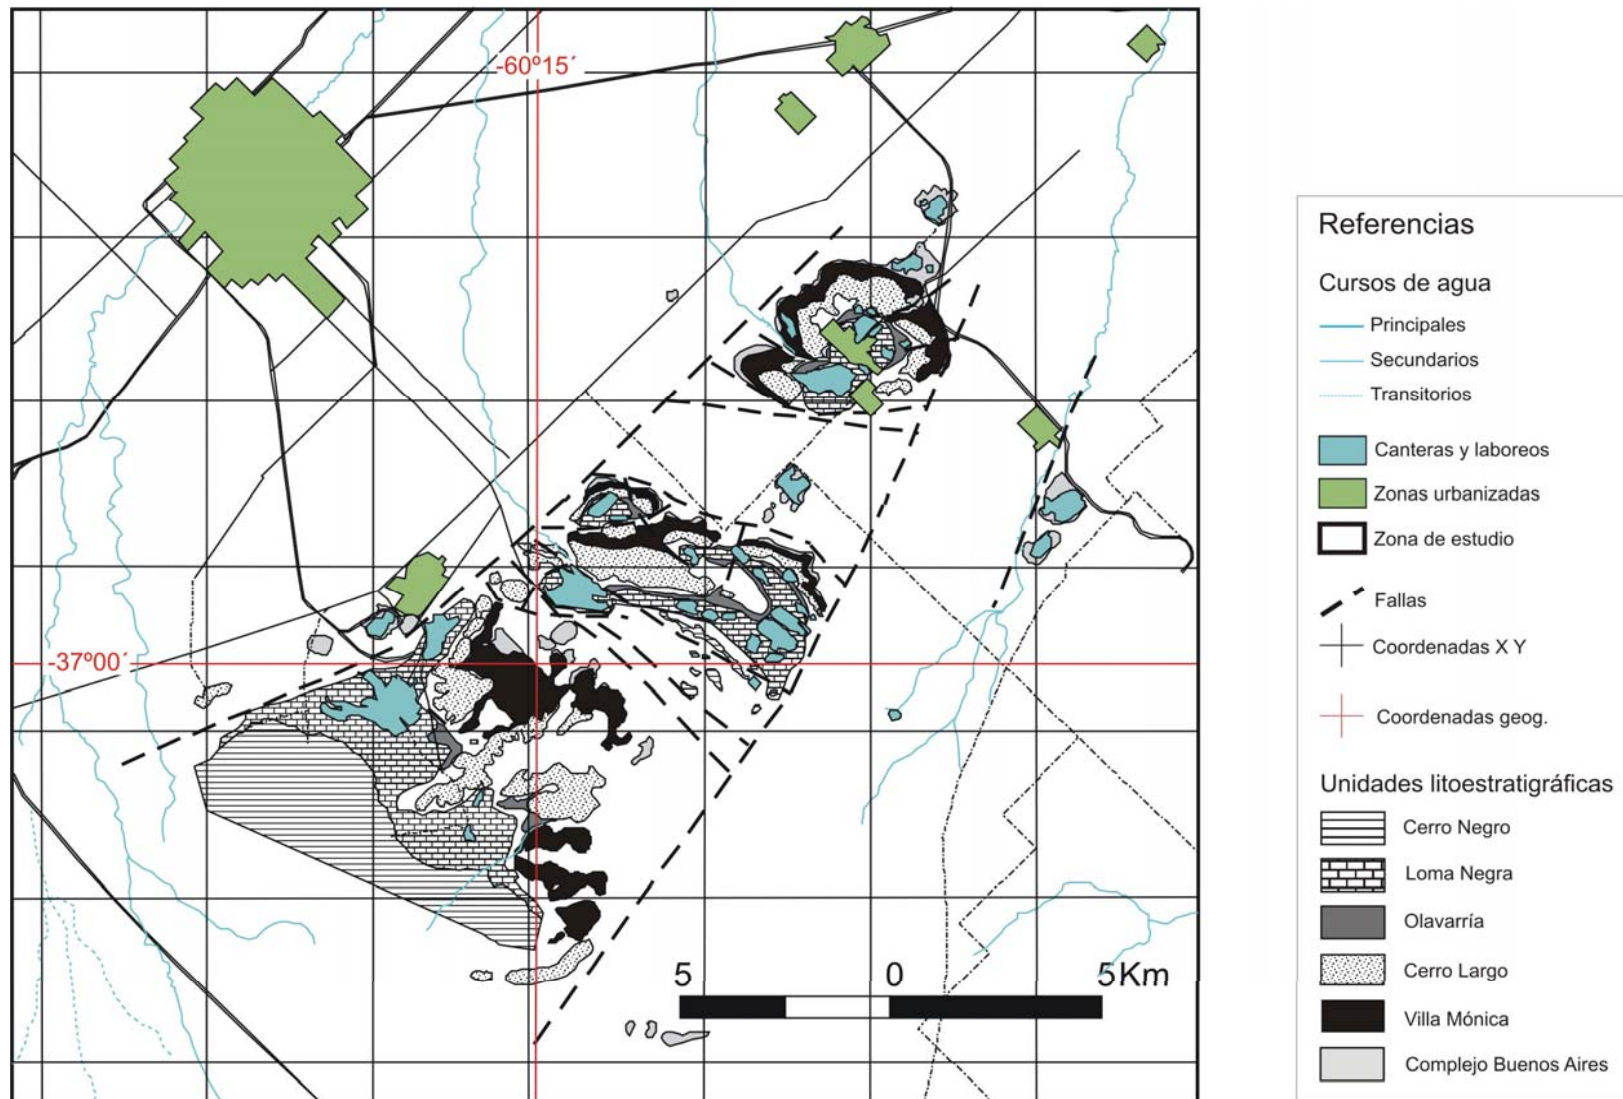 -60º15´
-37º00´
5 0 5Km
Referencias
Cursos de agua
Principales
Secundarios
Transitorios
Canteras y laboreos
Zonas urbanizadas
Zona de estudio
Fallas
Coordenadas X Y
Coordenadas geog.
Unidades litoestratigráficas
Cerro Negro
Loma Negra
Olavarría
Cerro Largo
Villa Mónica
Complejo Buenos Aires